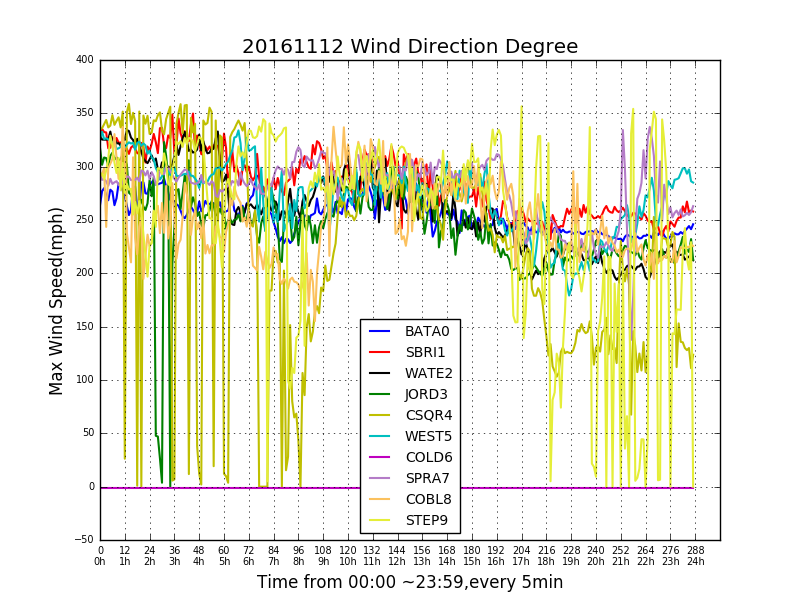 20161112 Wind Direction Degree
400
350
300
250
200
150
100
50
0
−50
Max Wind Speed(mph)
BATA0
SBRI1
WATE2
JORD3
CSQR4
WEST5
COLD6
SPRA7
COBL8
STEP9
0 12 24 36 48 60 72 84 96 108 120 132 144 156 168 180 192 204 216 228 240 252 264 276 288
0h 1h 2h 3h 4h 5h 6h 7h 8h 9h 10h 11h 12h 13h 14h 15h 16h 17h 18h 19h 20h 21h 22h 23h 24h
Time from 00:00 ~23:59,every 5min